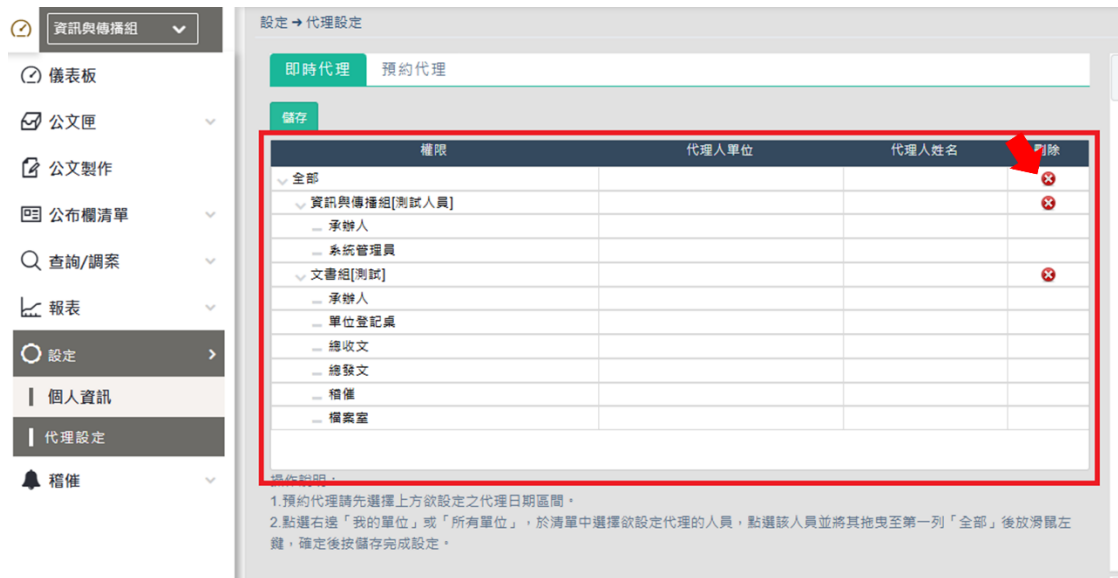 資訊與傳播組
設定➜代理設定
儀表板
公文匣
公文製作
公布欄清單
查詢/調案
報表
設定
個人資訊
代理設定
稽催
即時代理 預約代理
儲存
權限 代理人單位 代理人姓名 刪除
全部
資訊與傳播組[測試人員]
承辦人
系統管理員
文書組[測試]
承辦人
單位登記桌
總收文
總發文
稽催
檔案室
操作說明：
1.預約代理請先選擇上方欲設定之代理日期區間。
2.點選右邊「我的單位」或「所有單位」，於清單中選擇欲設定代理的人員，點選該人員並將其拖曳至第一列「全部」後放滑鼠左
鍵，確定後按儲存完成設定。